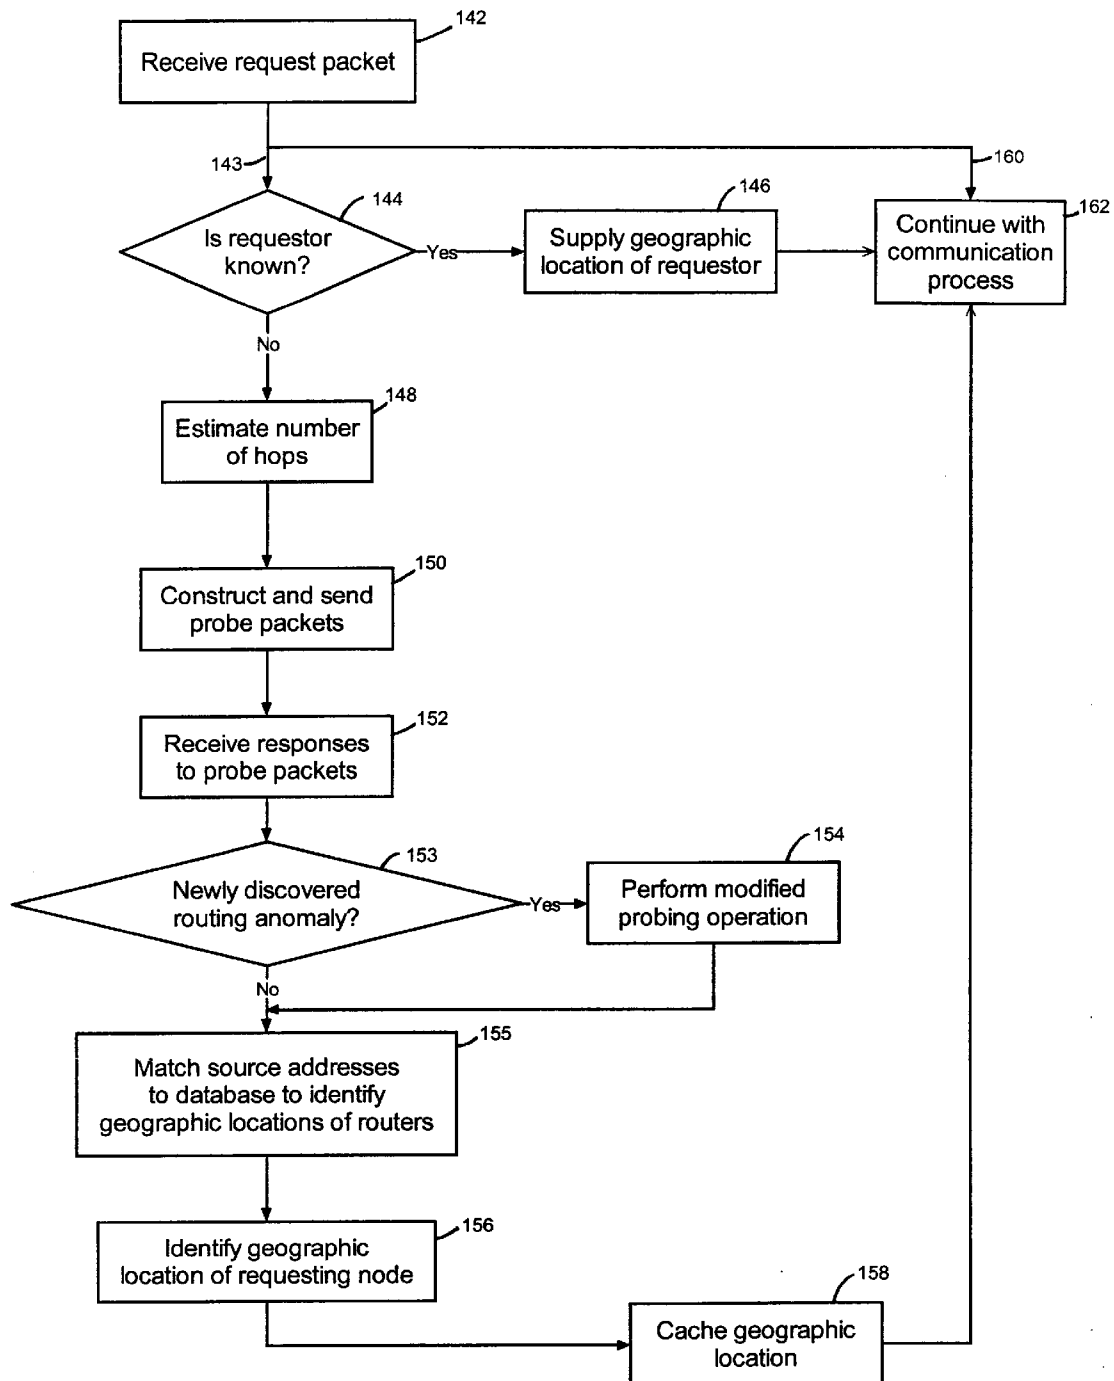 142
Receive request packet
143
160
144
Is requestor
known?
Yes
146
Supply geographic
location of requestor
162
Continue with
communication
process
No
148
Estimate number
of hops
150
Construct and send
probe packets
152
Receive responses
to probe packets
153
Newly discovered
routing anomaly?
Yes
154
Perform modified
probing operation
No
155
Match source addresses
to database to identify
geographic locations of routers
156
Identify geographic
location of requesting node
158
Cache geographic
location